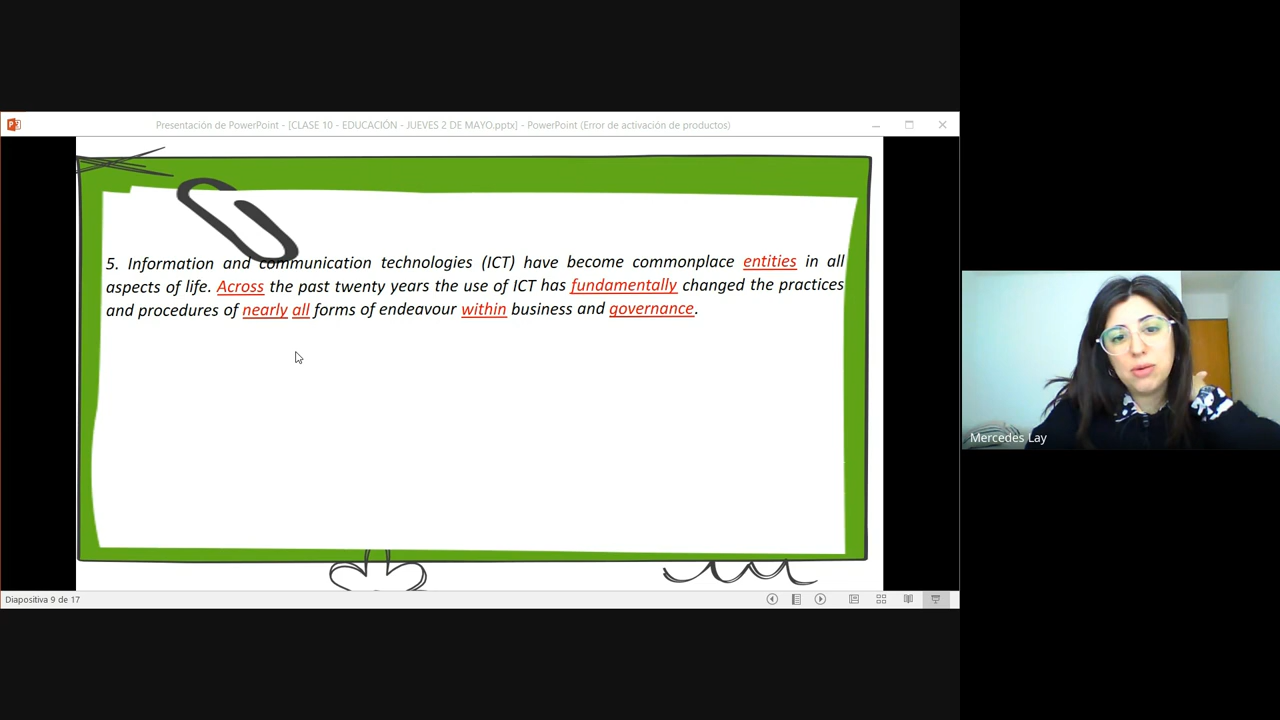 Presentación de PowerPoint - [CLASE 10 - EDUCACIÓN - JUEVES 2 DE MAYO.pptx] - PowerPoint (Error de activación de productos)
5. Information and communication technologies (ICT) have become commonplace entities in all
aspects of life. Across the past twenty years the use of ICT has fundamentally changed the practices
and procedures of nearly all forms of endeavour within business and governance.
Mercedes Lay
Diapositiva 9 de 17